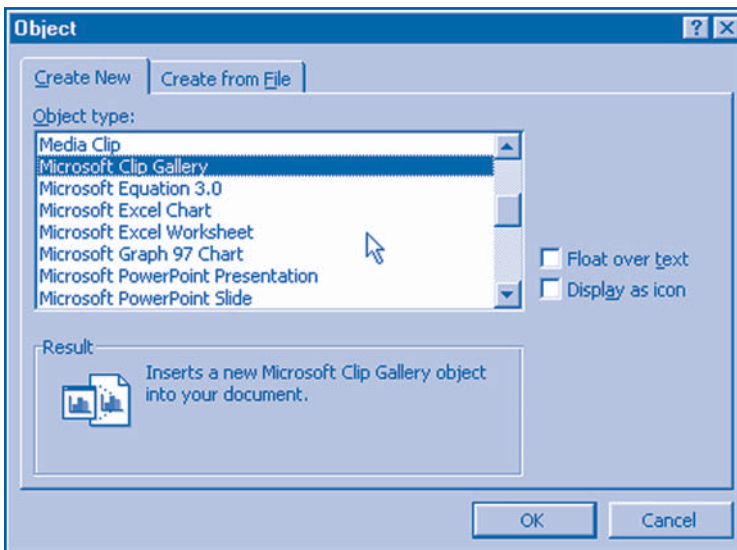 Object
Create New
Create from File
Object type:
Media Clip
Microsoft Clip Gallery
Microsoft Equation 3.0
Microsoft Excel Chart
Microsoft Excel Worksheet
Microsoft Graph 97 Chart
Microsoft PowerPoint Presentation
Microsoft PowerPoint Slide
Float over text
Display as icon
Result
Inserts a new Microsoft Clip Gallery object
into your document.
OK
Cancel